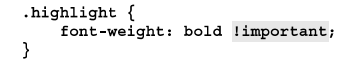 .highlight {
    font-weight: bold !important;
}